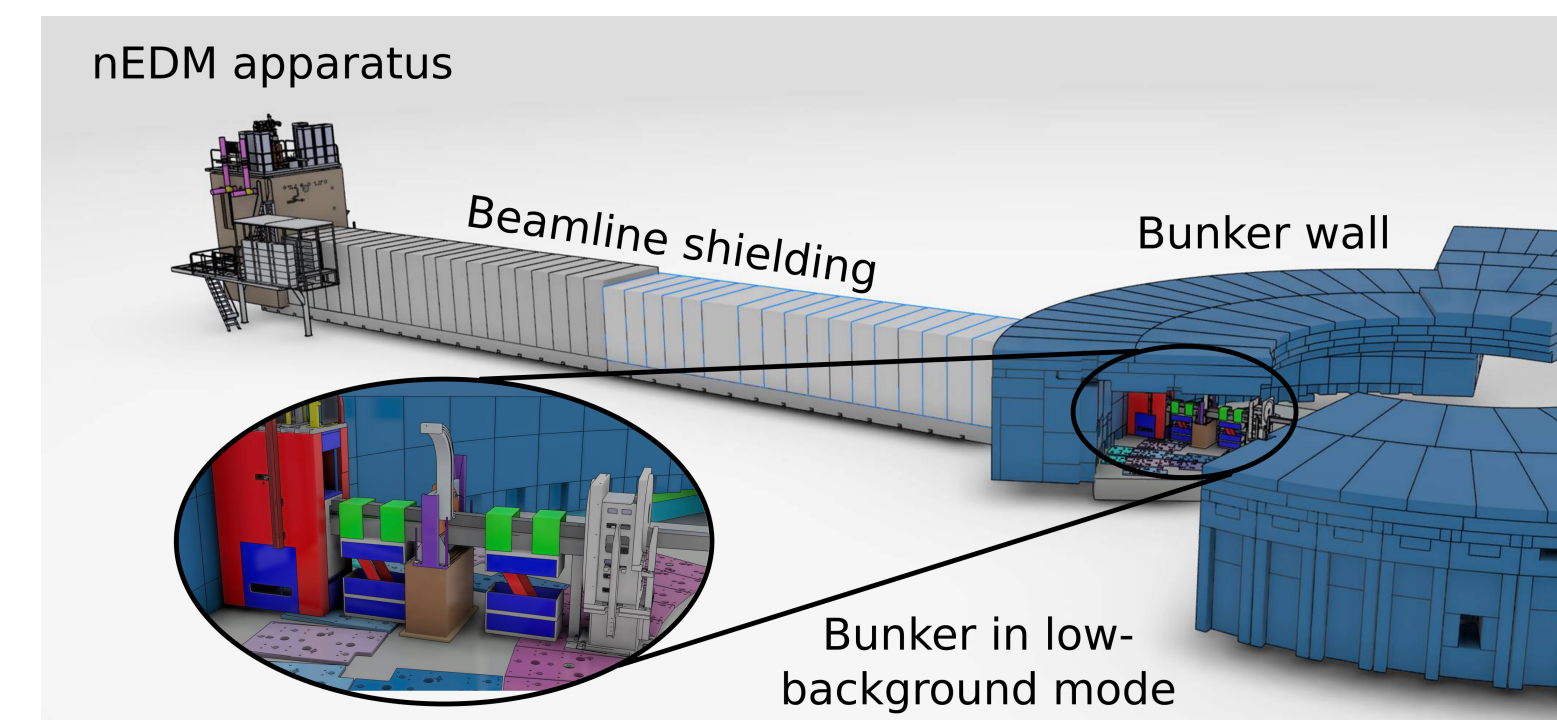 nEDM apparatus
Beamline shielding
Bunker wall
Bunker in low-
background mode